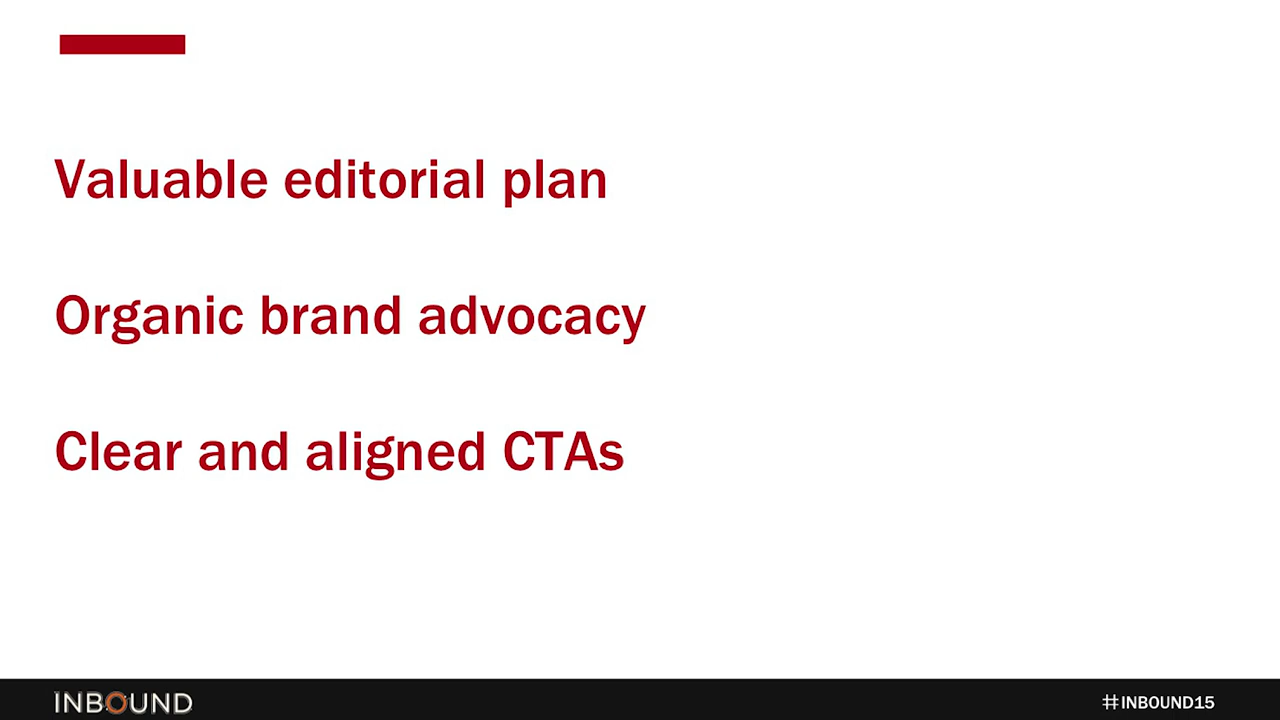 Valuable editorial plan
Organic brand advocacy
Clear and aligned CTAs
INBOUND
#INBOUND15